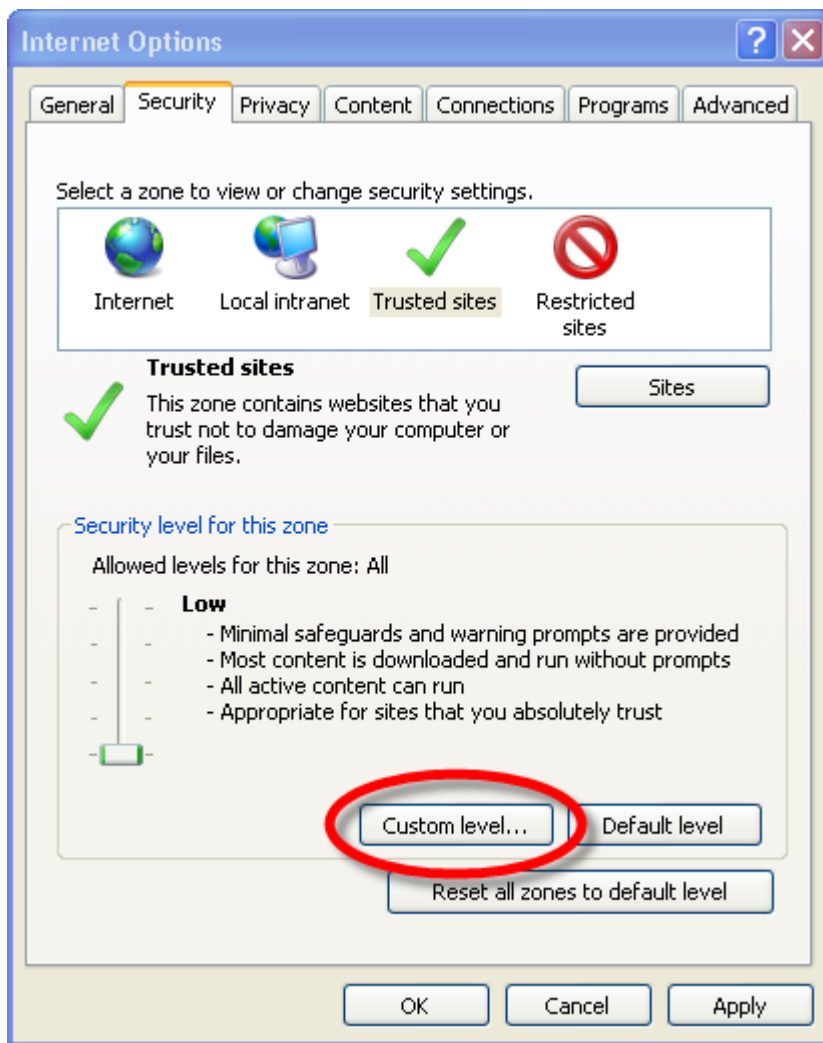 Internet Options
General Security Privacy Content Connections Programs Advanced
Select a zone to view or change security settings.
Internet Local intranet Trusted sites Restricted sites
Trusted sites
Sites
This zone contains websites that you
trust not to damage your computer or
your files.
Security level for this zone
Allowed levels for this zone: All
Low
- Minimal safeguards and warning prompts are provided
- Most content is downloaded and run without prompts
- All active content can run
- Appropriate for sites that you absolutely trust
Custom level... Default level
Reset all zones to default level
OK Cancel Apply